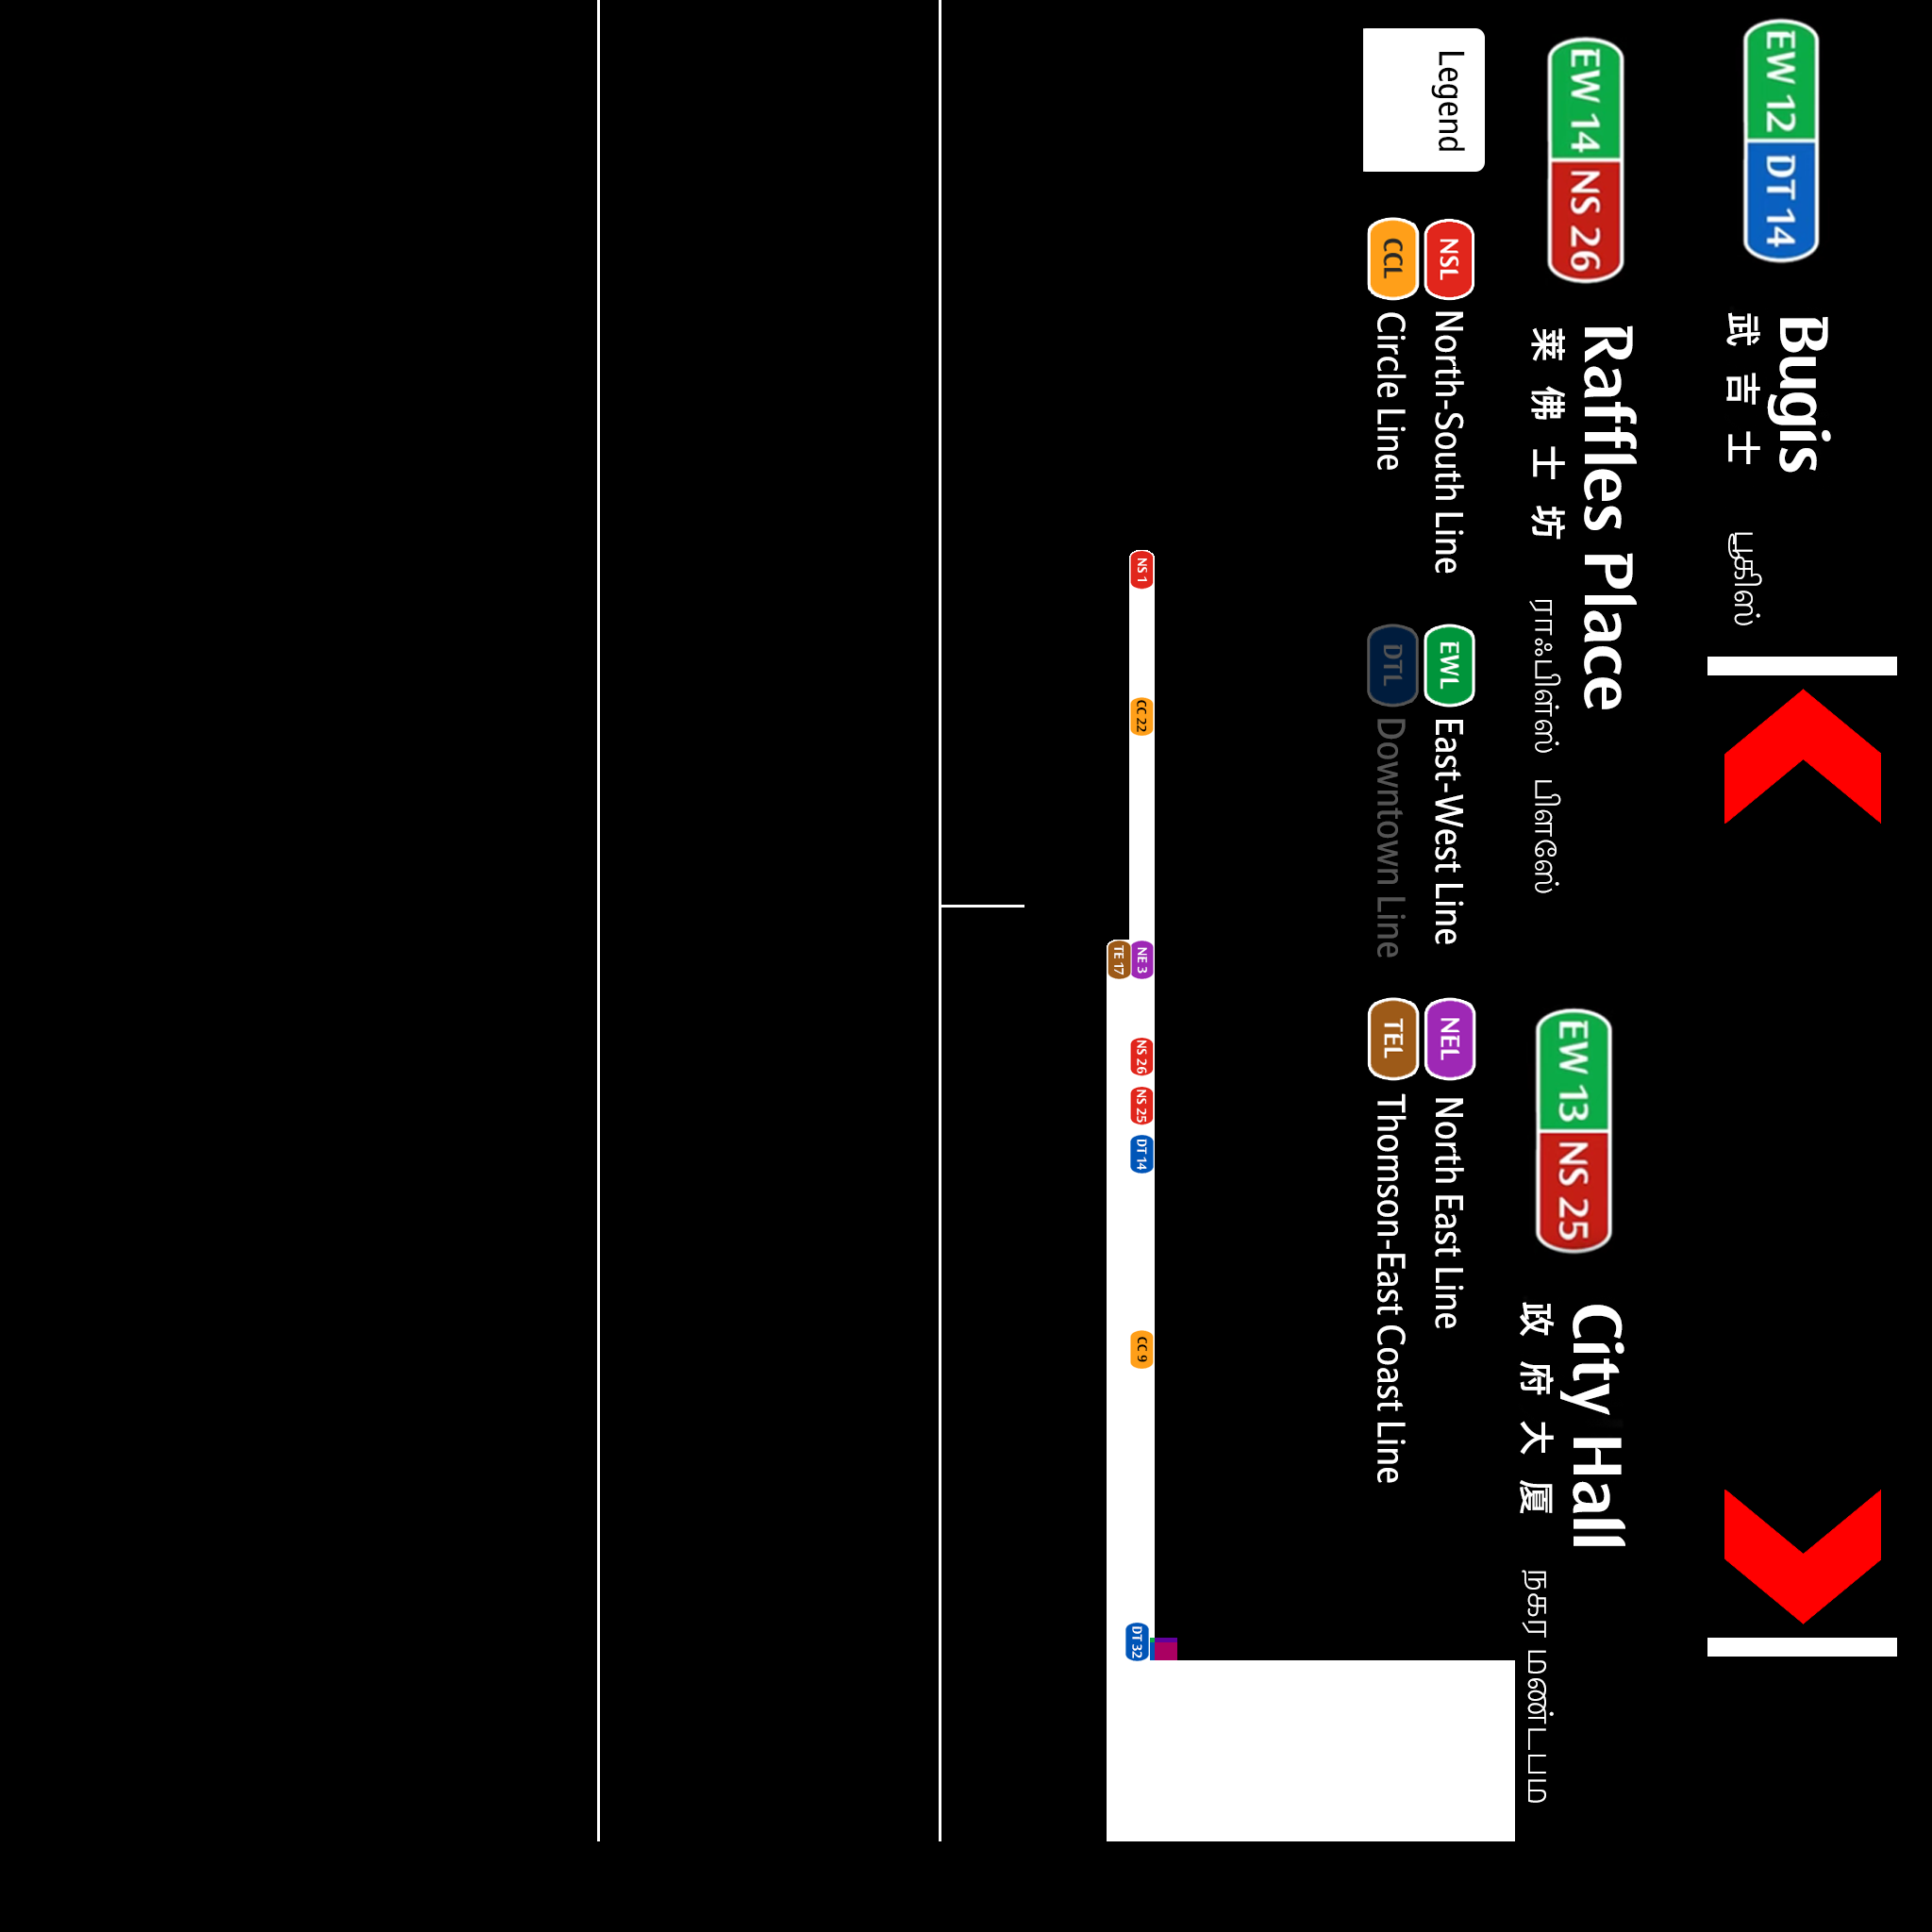 EW 12 DT 14
Bugis
武吉士 பூகிஸ்
EW 14 NS 26
Raffles Place
莱佛士坊 ராஃபிள்ஸ் பிளேஸ்
EW 13 NS 25
City Hall
政府大厦 நகர மண்டபம்
Legend
NSL North-South Line
EWL East-West Line
NEL North East Line
CCL Circle Line
DTL Downtown Line
TEL Thomson-East Coast Line
NS 1
CC 22
NE 3
TE 17
NS 26
NS 25
DT 14
CC 9
DT 32